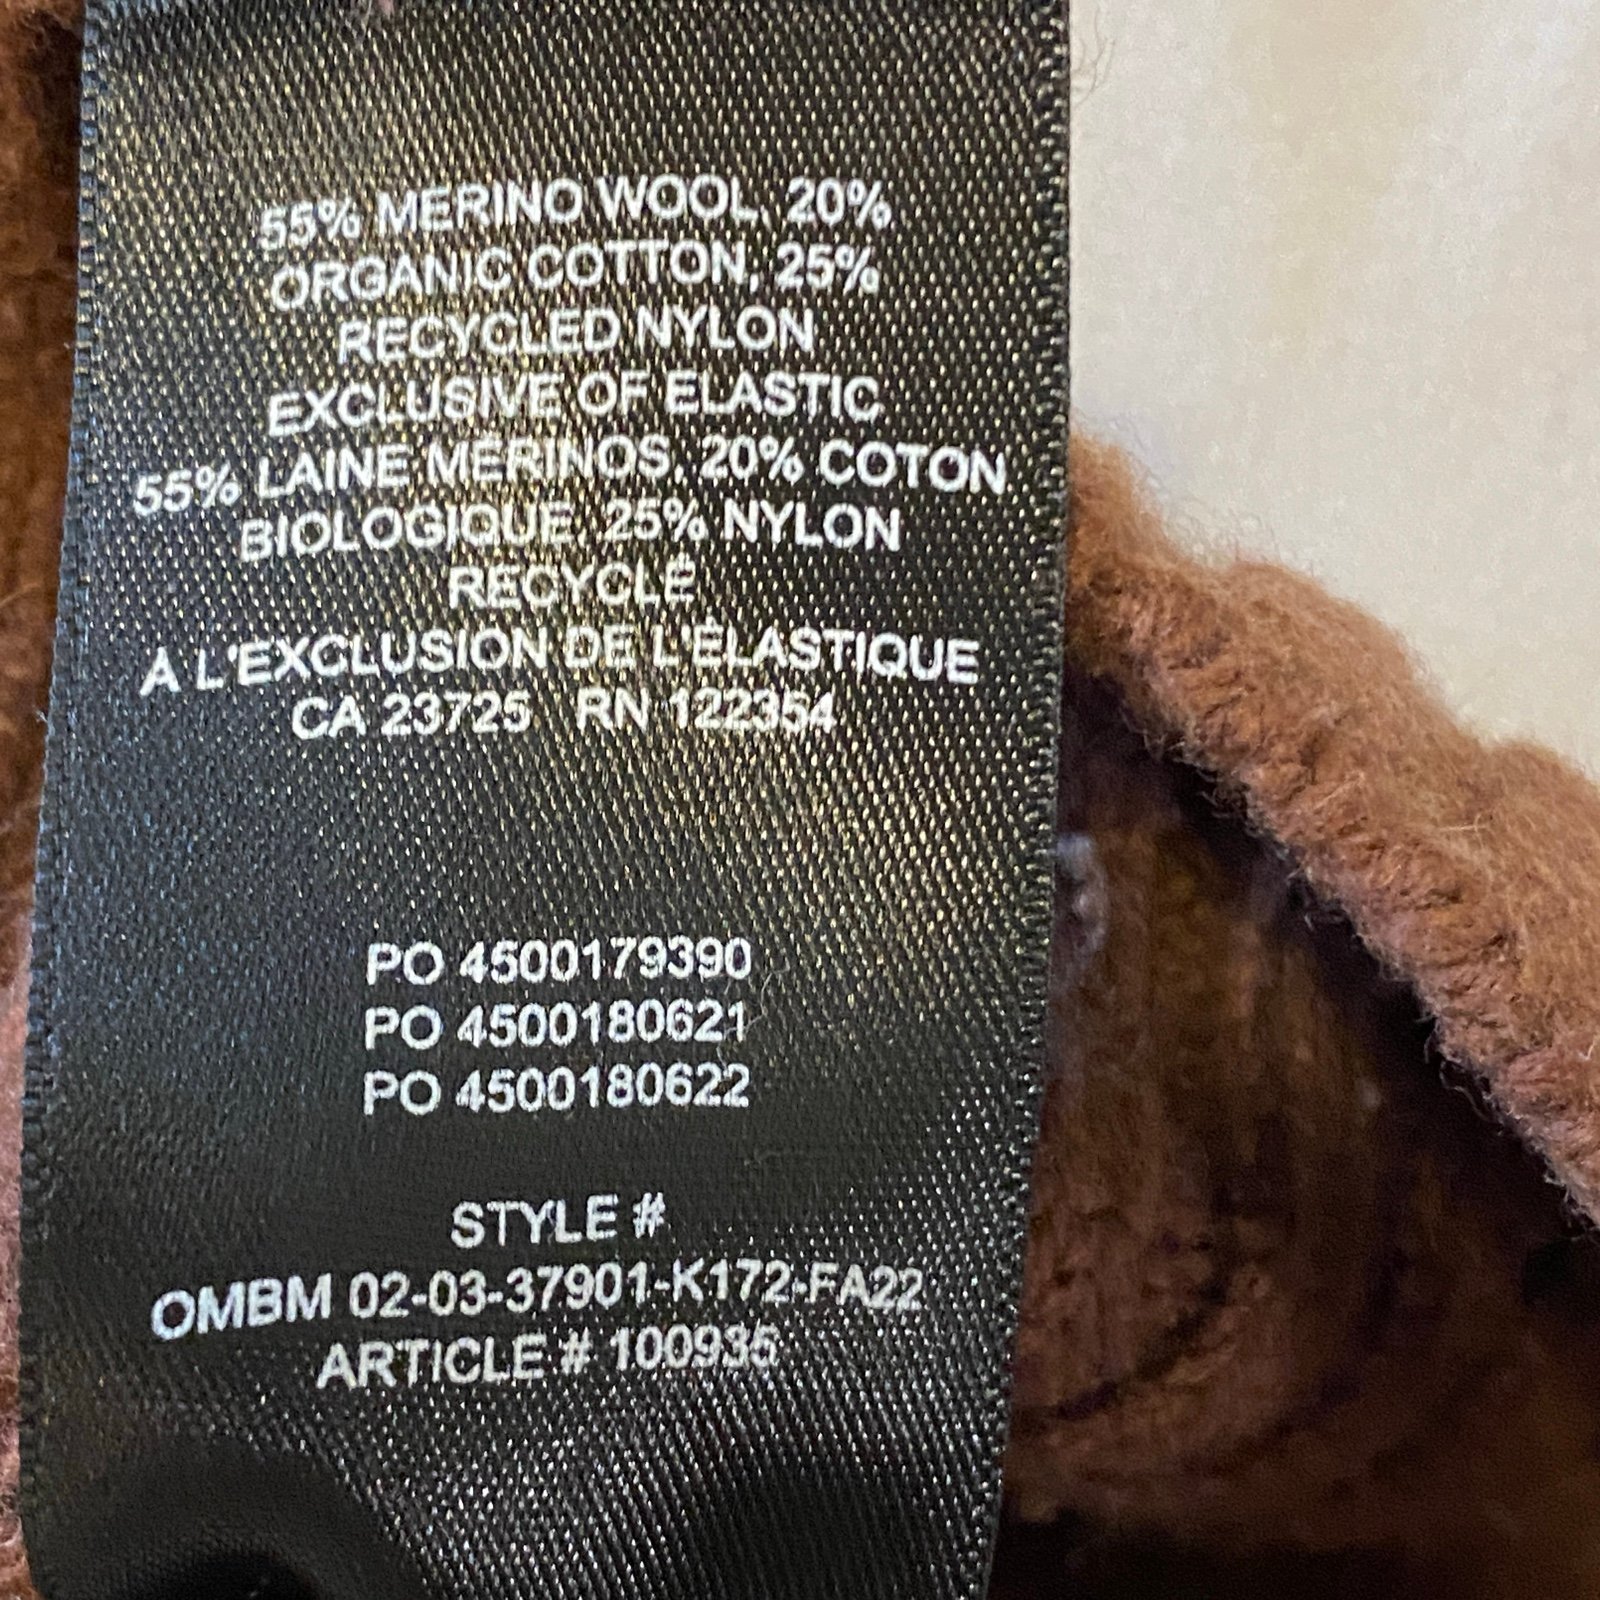 55% MERINO WOOL, 20%
ORGANIC COTTON, 25%
RECYCLED NYLON
EXCLUSIVE OF ELASTIC
55% LAINE MÉRINOS, 20% COTON
BIOLOGIQUE, 25% NYLON
RECYCLÉ
À L'EXCLUSION DE L'ÉLASTIQUE
CA 23725 RN 122354
PO 4500179390
PO 4500180621
PO 4500180622
STYLE #
OMBM 02-03-37901-K172-FA22
ARTICLE # 100935